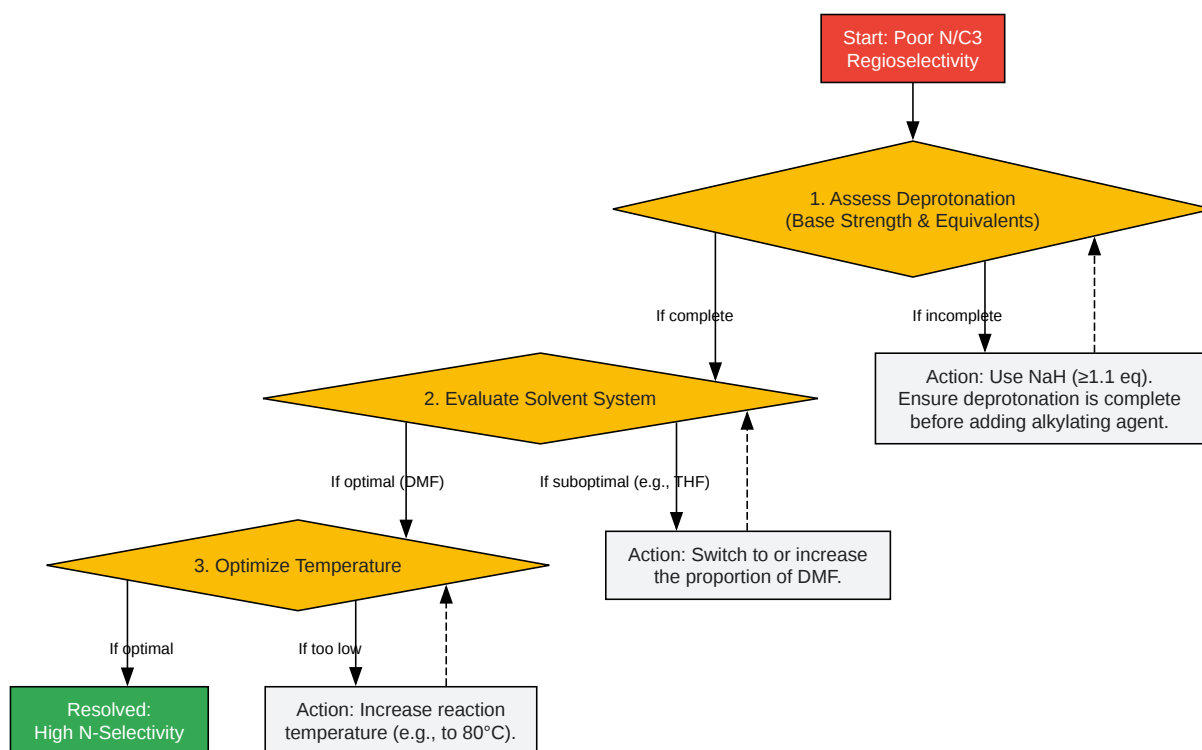 Start: Poor N/C3
Regioselectivity
1. Assess Deprotonation
(Base Strength & Equivalents)
If complete
If incomplete
Action: Use NaH (≥1.1 eq).
Ensure deprotonation is complete
before adding alkylating agent.
2. Evaluate Solvent System
If optimal (DMF)
If suboptimal (e.g., THF)
Action: Switch to or increase
the proportion of DMF.
3. Optimize Temperature
If optimal
If too low
Resolved:
High N-Selectivity
Action: Increase reaction
temperature (e.g., to 80°C).